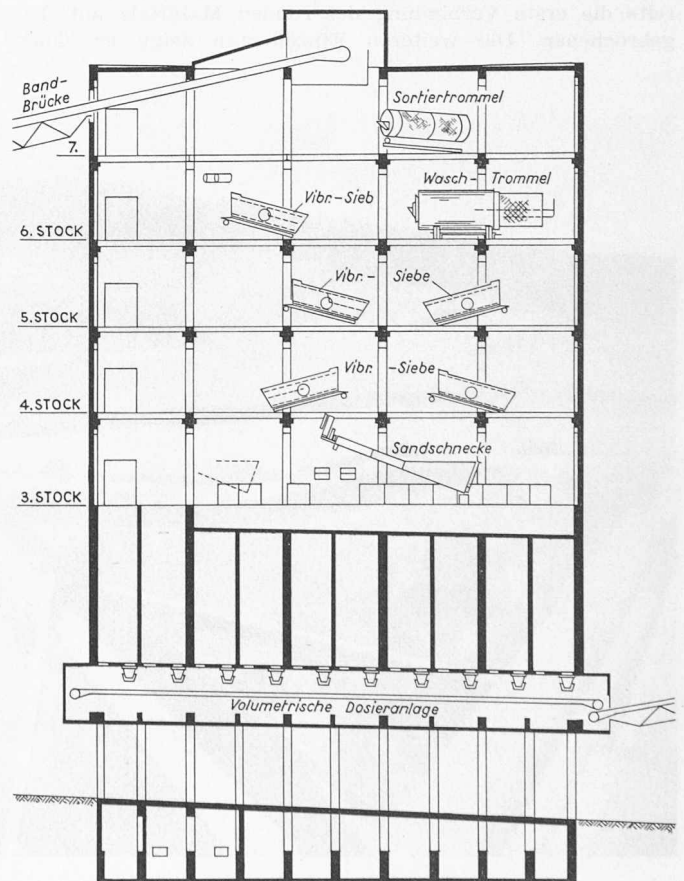 Band-
Brücke
Sortiertrommel
7.
Vibr.-Sieb
Wasch-Trommel
6.STOCK
Vibr.-Siebe
5.STOCK
Vibr.-Siebe
4.STOCK
Sandschnecke
3.STOCK
Volumetrische Dosieranlage